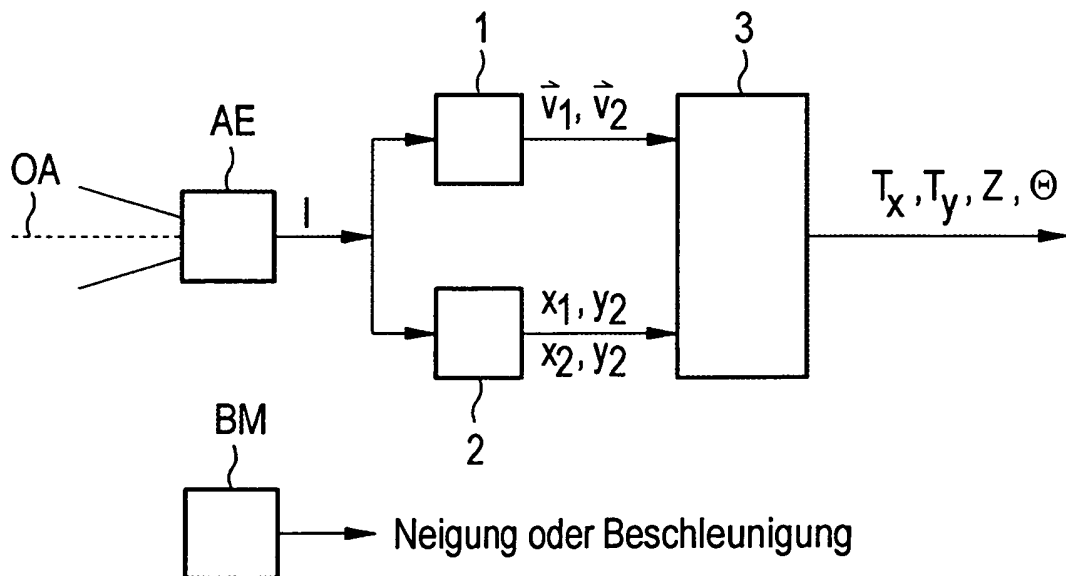 1
3
AE
OA
I
v⃗1, v⃗2
Tx, Ty, Z, Θ
x1, y2
x2, y2
2
BM
Neigung oder Beschleunigung